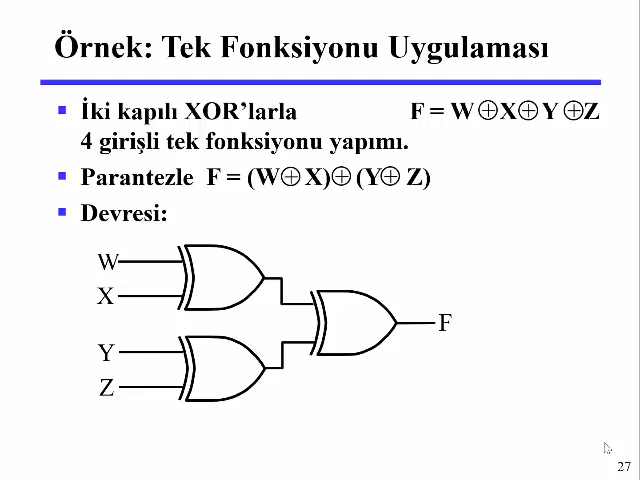 Örnek: Tek Fonksiyonu Uygulaması
▪ İki kapılı XOR’larla F = W⊕X⊕Y⊕Z
4 girişli tek fonksiyonu yapımı.
▪ Parantezle F = (W⊕X)⊕(Y⊕ Z)
▪ Devresi:
W
X
F
Y
Z
27